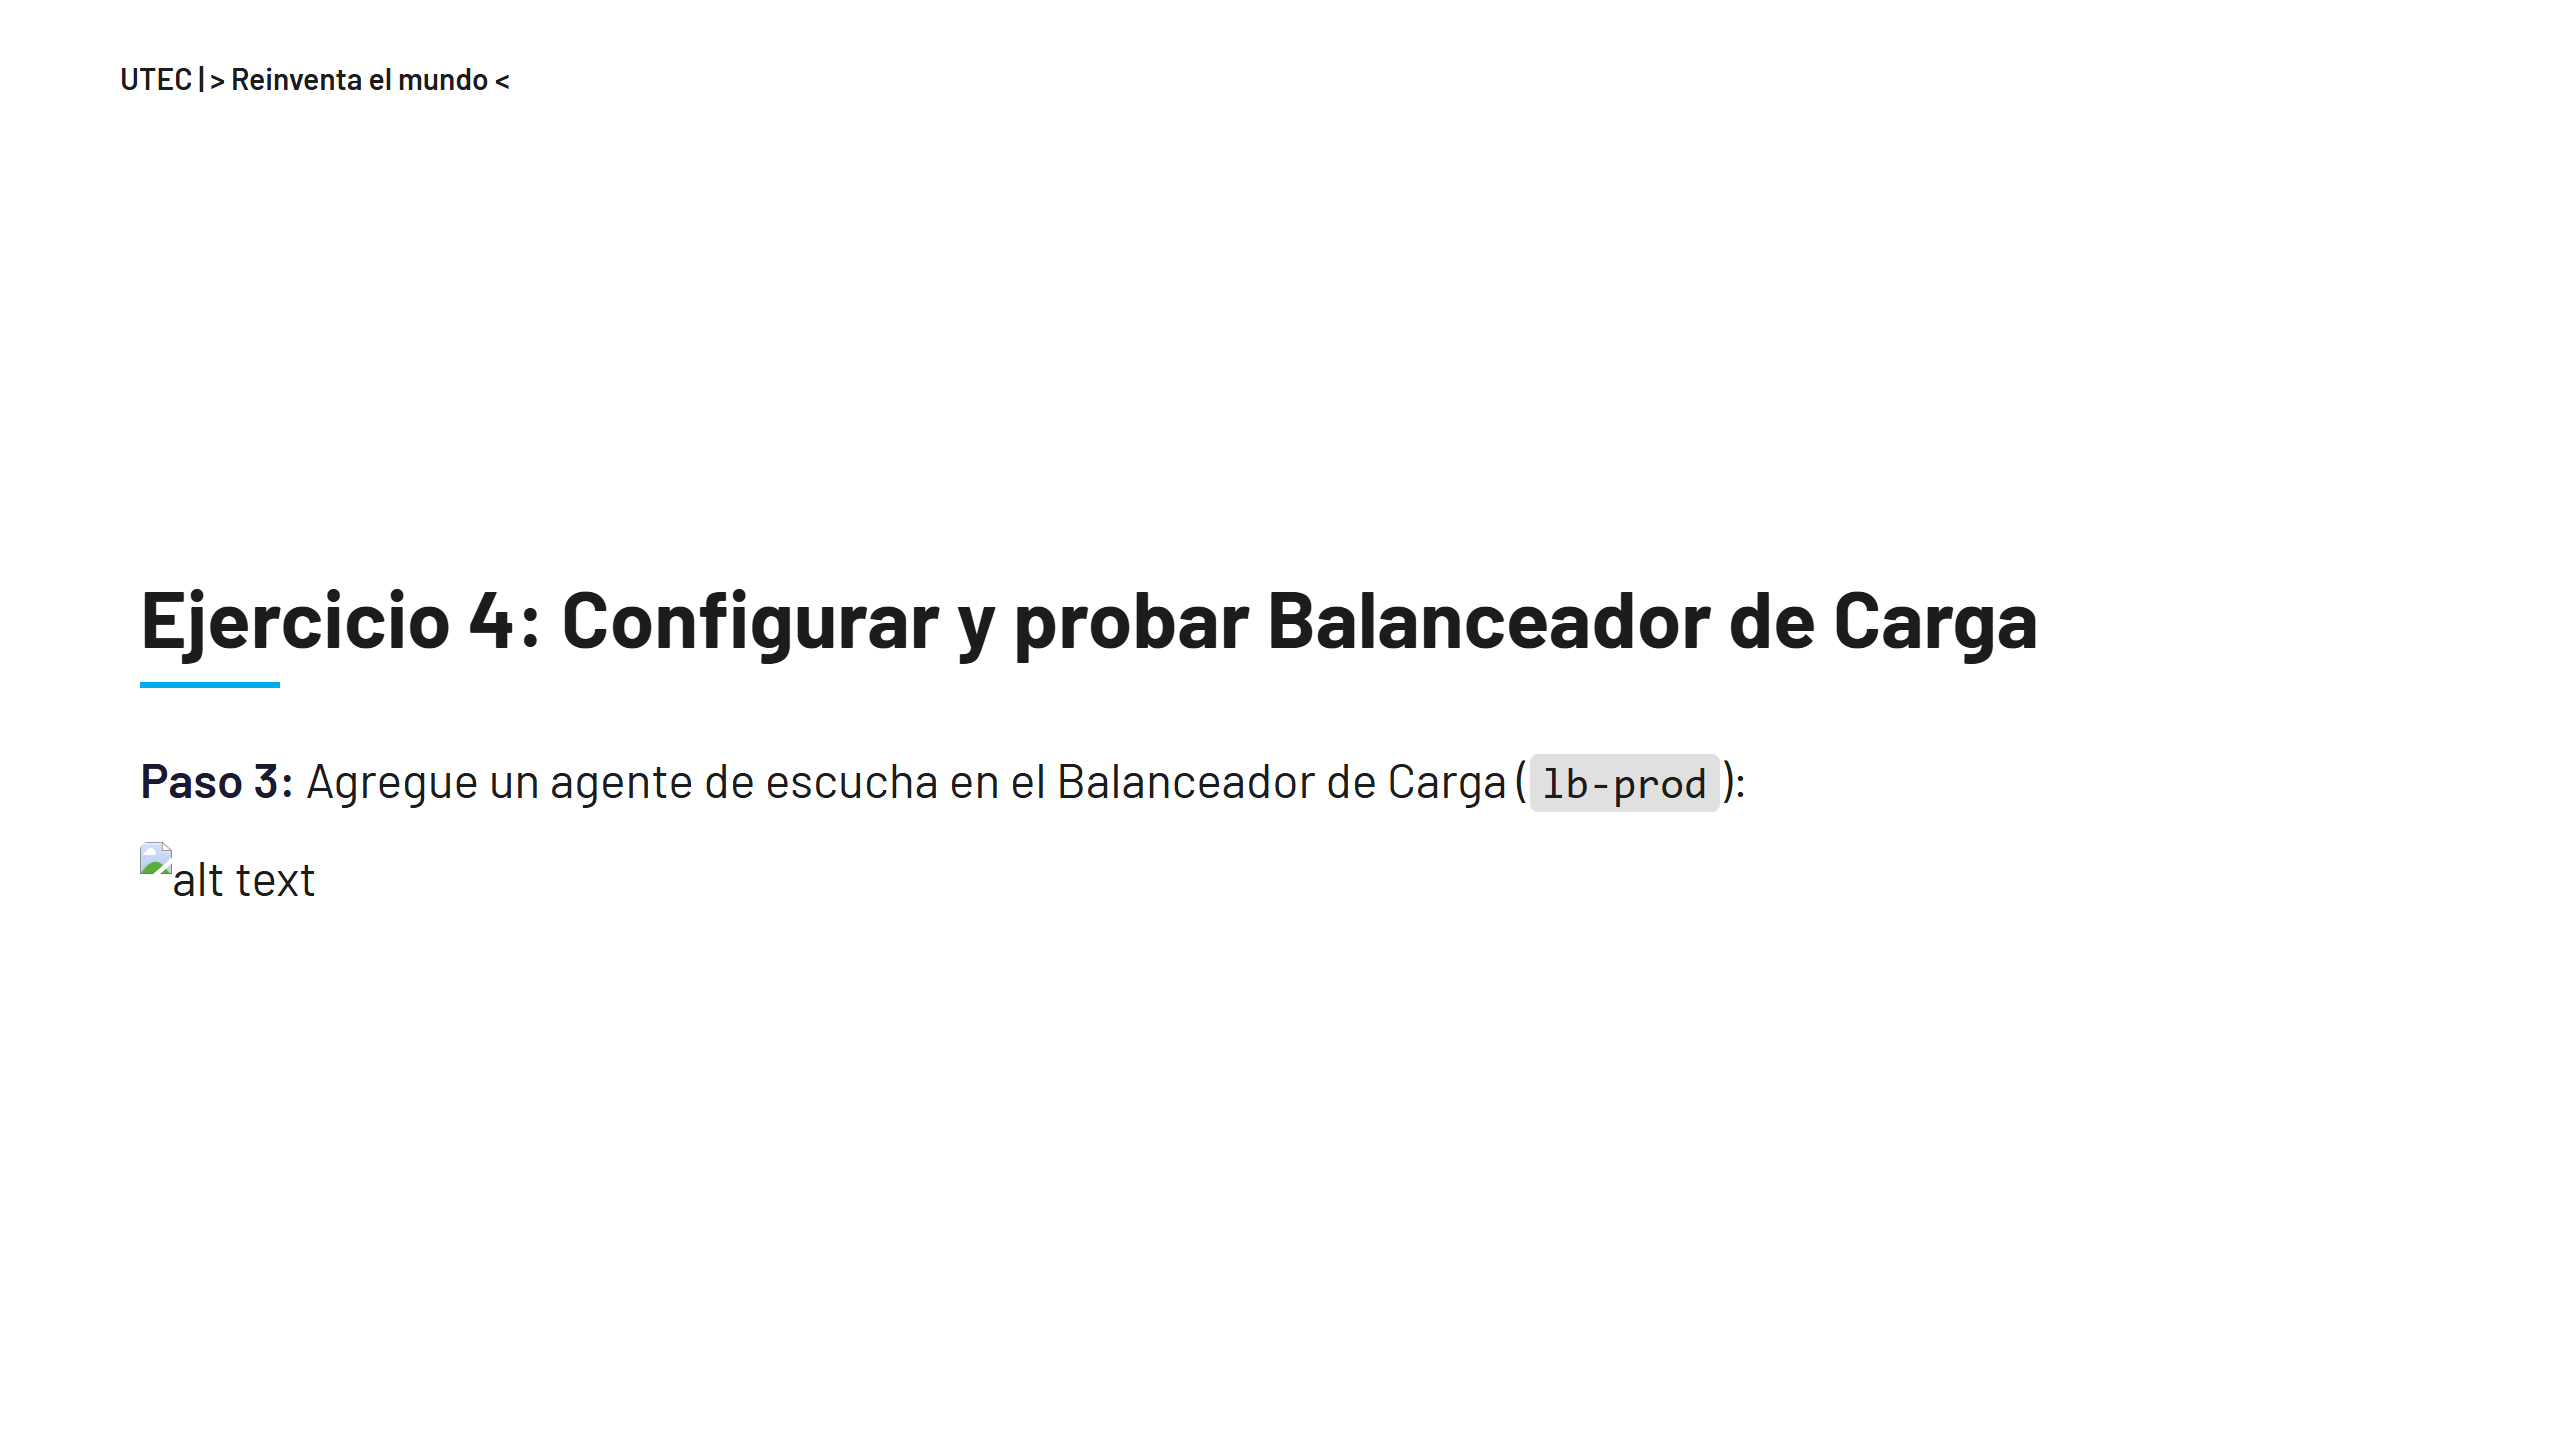 UTEC | > Reinventa el mundo <
Ejercicio 4: Configurar y probar Balanceador de Carga
Paso 3: Agregue un agente de escucha en el Balanceador de Carga (lb-prod):
alt text